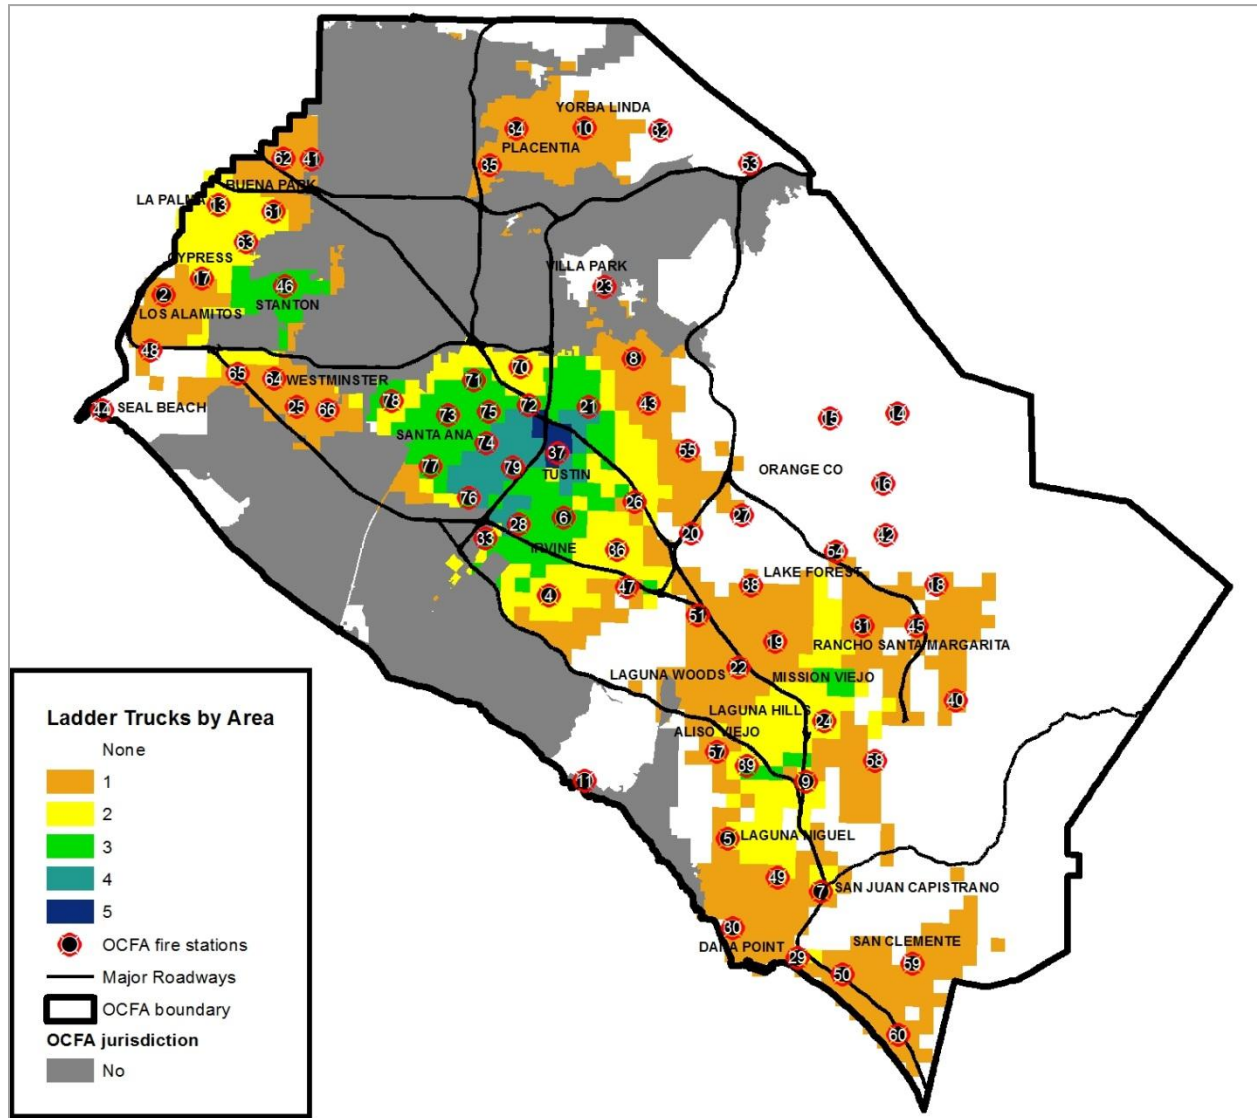 YORBA LINDA
34
10
32
PLACENTIA
62
41
35
53
BUENA PARK
LA PALMA
13
61
63
CYPRESS
VILLA PARK
17
46
23
2
STANTON
LOS ALAMITOS
48
8
70
65
64
WESTMINSTER
71
78
25
66
44
SEAL BEACH
73
75
72
21
43
15
14
SANTA ANA
74
37
55
77
79
TUSTIN
ORANGE CO
16
76
26
28
6
27
33
20
42
IRVINE
36
54
LAKE FOREST
4
47
38
18
51
31
45
19
RANCHO SANTA MARGARITA
22
LAGUNA WOODS
MISSION VIEJO
40
LAGUNA HILLS
24
ALISO VIEJO
57
39
58
11
9
5
LAGUNA NIGUEL
49
7
SAN JUAN CAPISTRANO
30
DANA POINT
SAN CLEMENTE
29
50
59
60
Ladder Trucks by Area
None
1
2
3
4
5
OCFA fire stations
Major Roadways
OCFA boundary
OCFA jurisdiction
No